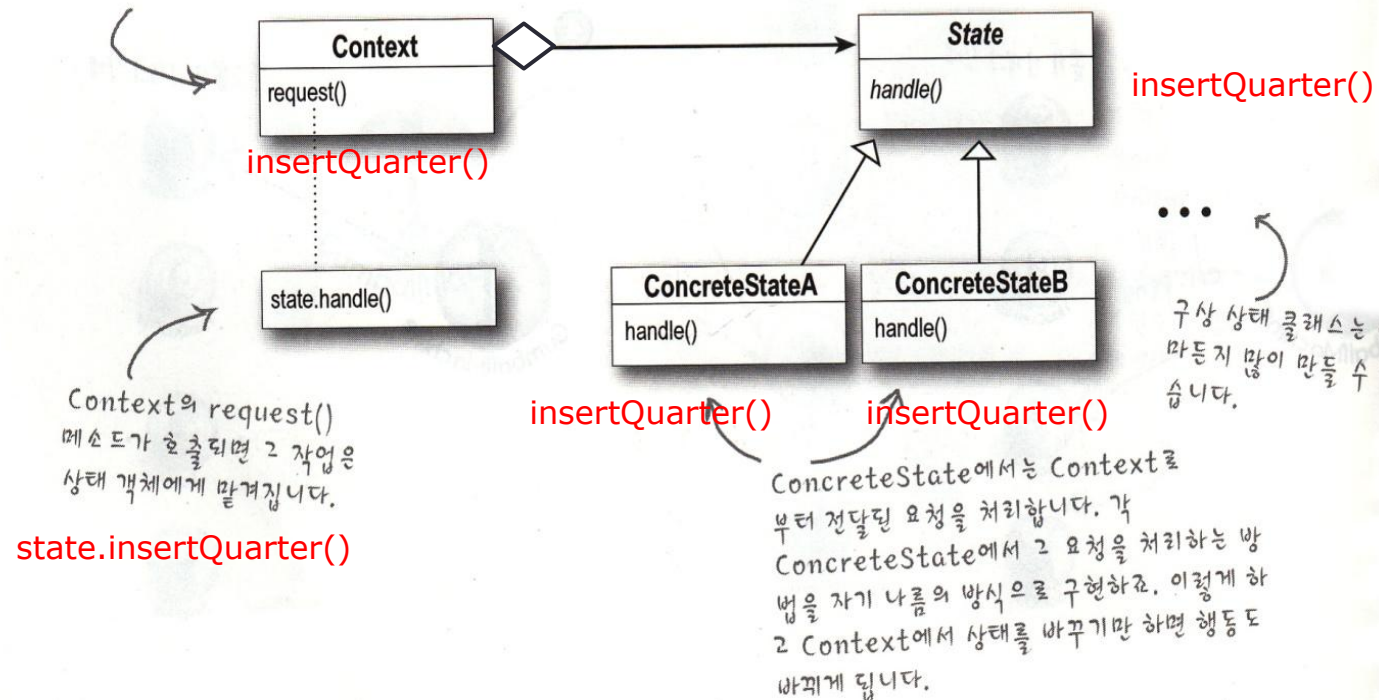 Context
request()
insertQuarter()
state.handle()
Context의 request()
메소드가 호출되면 그 작업은
상태 객체에게 맡겨집니다.
state.insertQuarter()
State
handle()
insertQuarter()
ConcreteStateA
handle()
insertQuarter()
ConcreteStateB
handle()
insertQuarter()
...
구상 상태 클래스는
마든지 많이 만들 수
습니다.
ConcreteState에서는 Context로
부터 전달된 요청을 처리합니다. 각
ConcreteState에서 그 요청을 처리하는 방
법을 자기 나름의 방식으로 구현하죠. 이렇게 하
고 Context에서 상태를 바꾸기만 하면 행동도
바뀌게 됩니다.